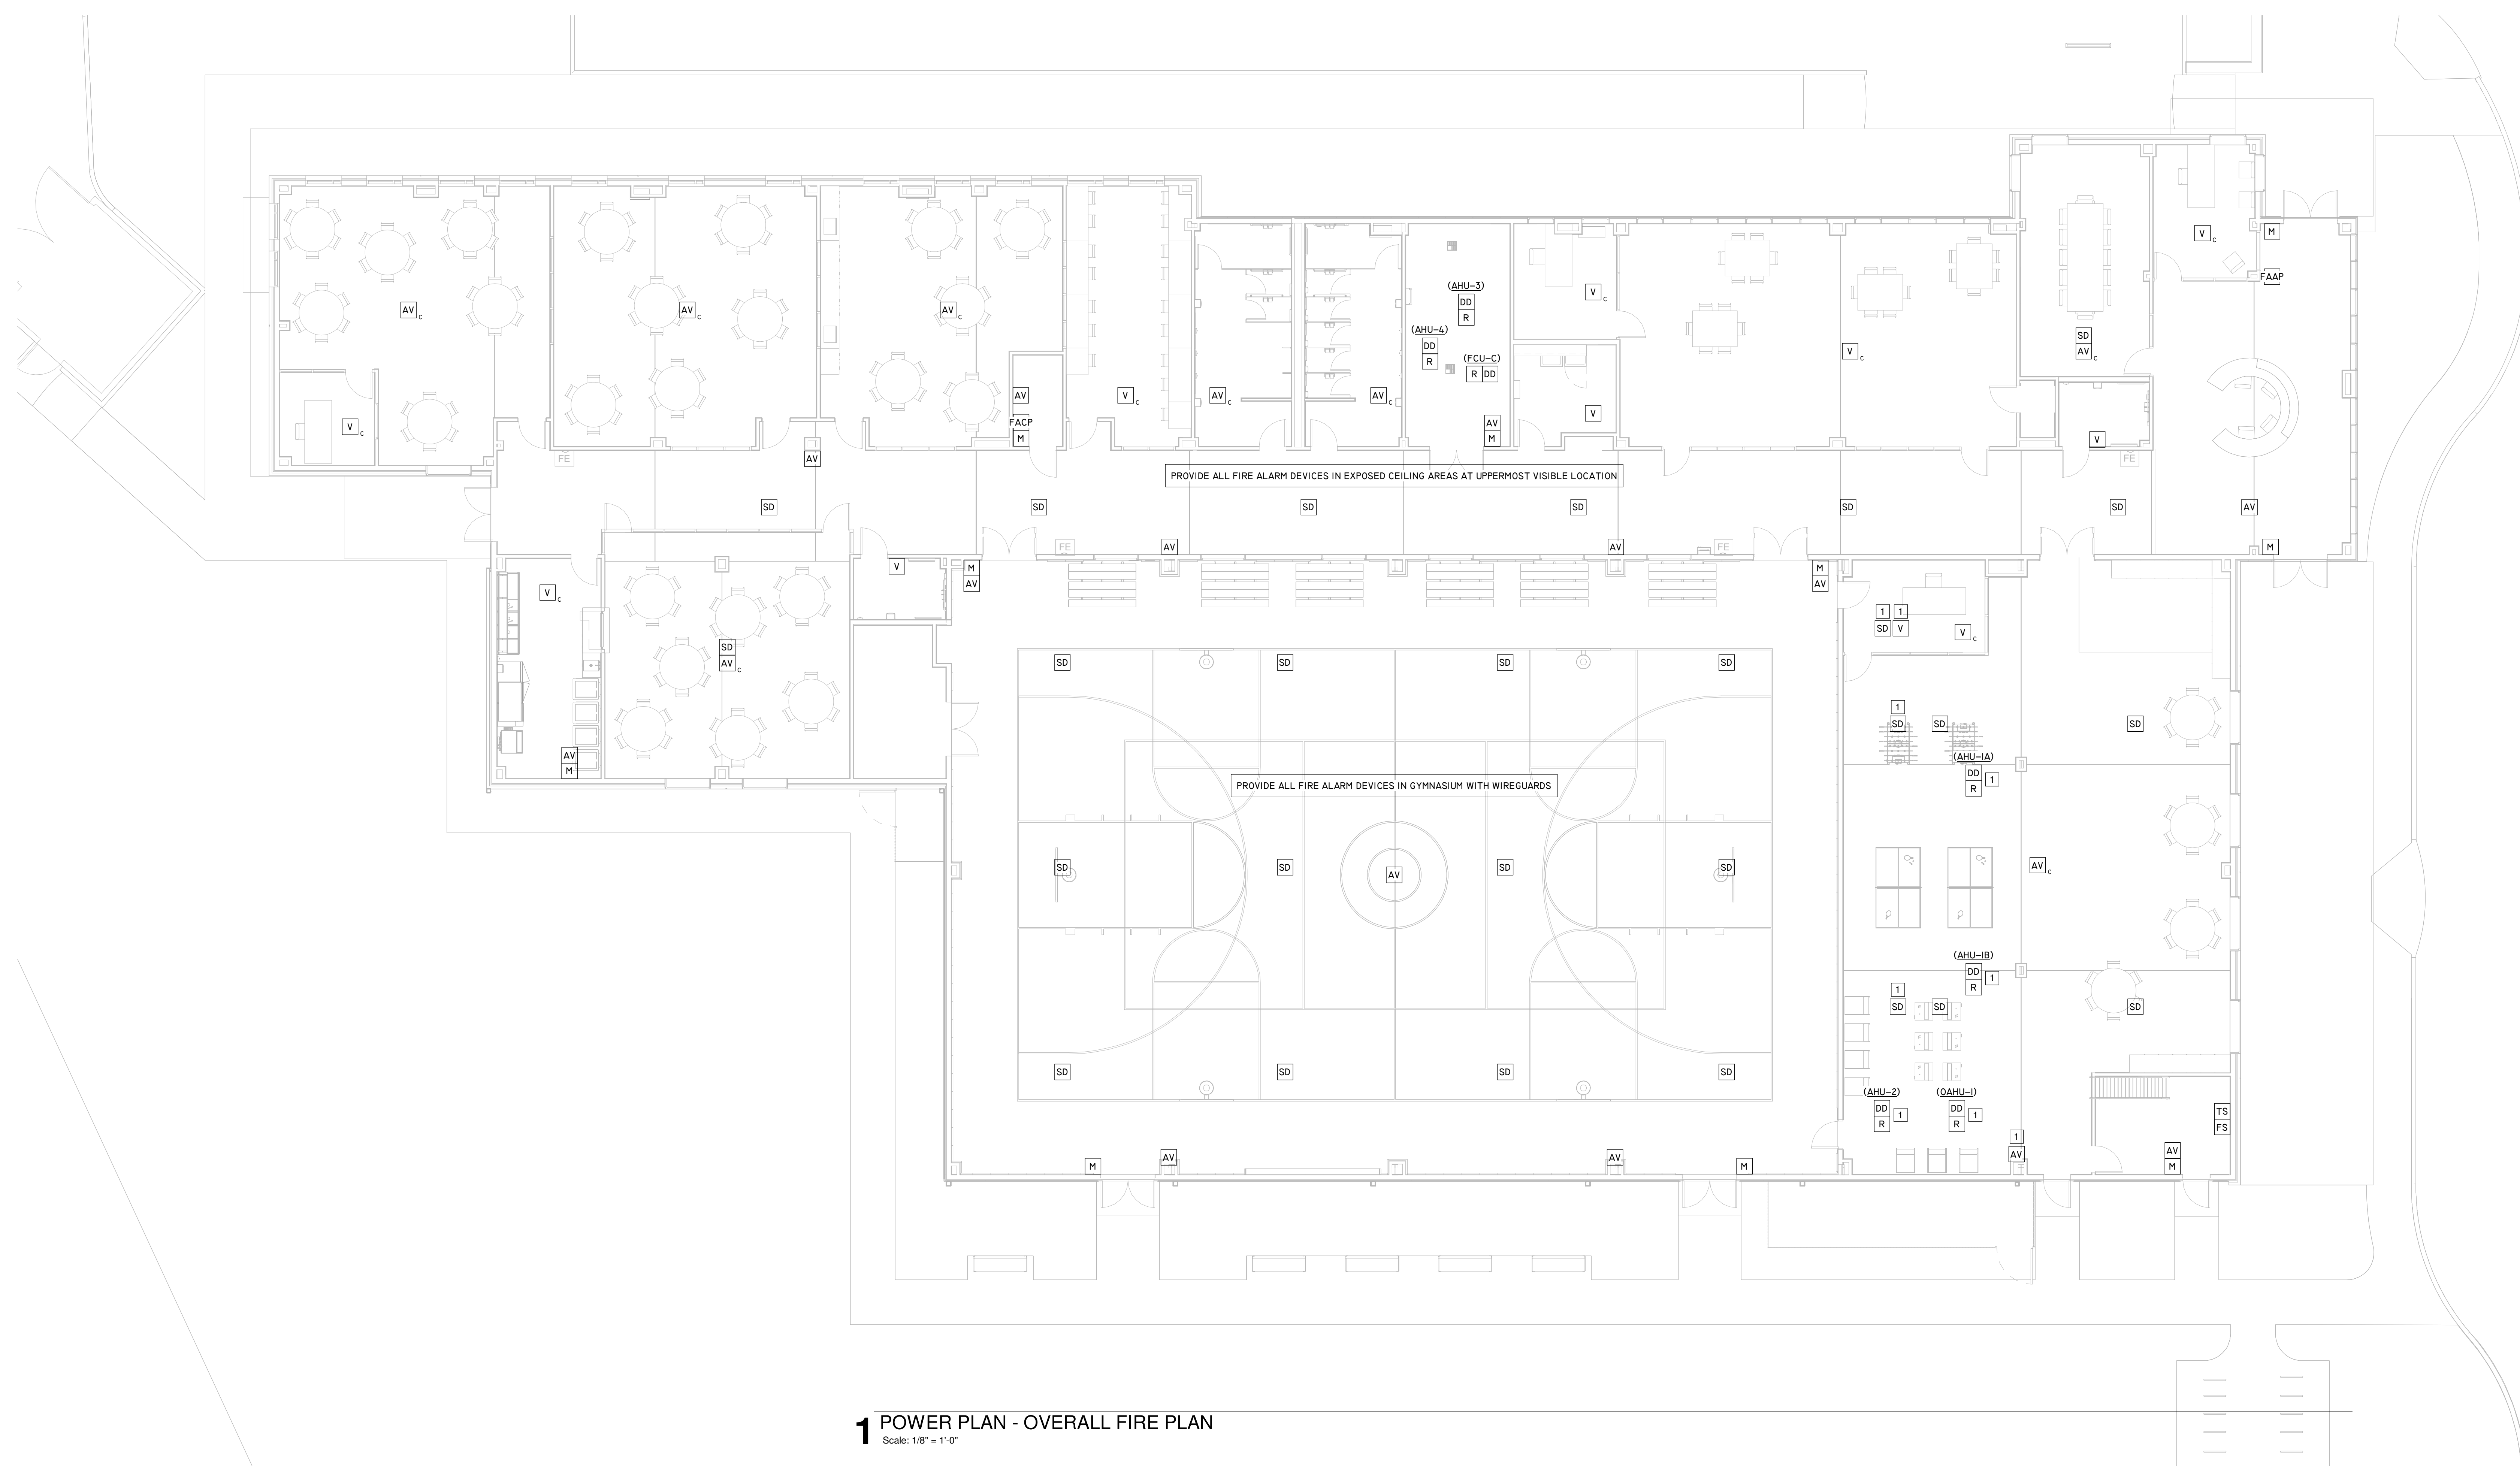 M
V
C
FAAP
(AHU-3)
DD
R
V
C
AV
C
AV
C
AV
C
(AHU-4)
DD
R
SD
AV
C
V
C
(FCU-C)
R DD
AV
FACP
M
V
C
AV
C
AV
C
V
V
C
AV
M
V
AV
FE
FE
PROVIDE ALL FIRE ALARM DEVICES IN EXPOSED CEILING AREAS AT UPPERMOST VISIBLE LOCATION
SD
SD
SD
SD
SD
SD
AV
FE
AV
AV
FE
M
V
M
AV
M
AV
V
C
1
1
SD
V
V
C
SD
AV
C
SD
SD
SD
SD
1
SD
SD
SD
AV
M
(AHU-1A)
DD
R
1
PROVIDE ALL FIRE ALARM DEVICES IN GYMNASIUM WITH WIREGUARDS
SD
SD
AV
SD
SD
AV
C
(AHU-1B)
DD
R
1
1
SD
SD
SD
SD
SD
SD
SD
(AHU-2)
DD
R
1
(OAHU-1)
DD
R
1
TS
FS
1
AV
AV
M
M
AV
AV
M
1 POWER PLAN - OVERALL FIRE PLAN
Scale: 1/8" = 1'-0"